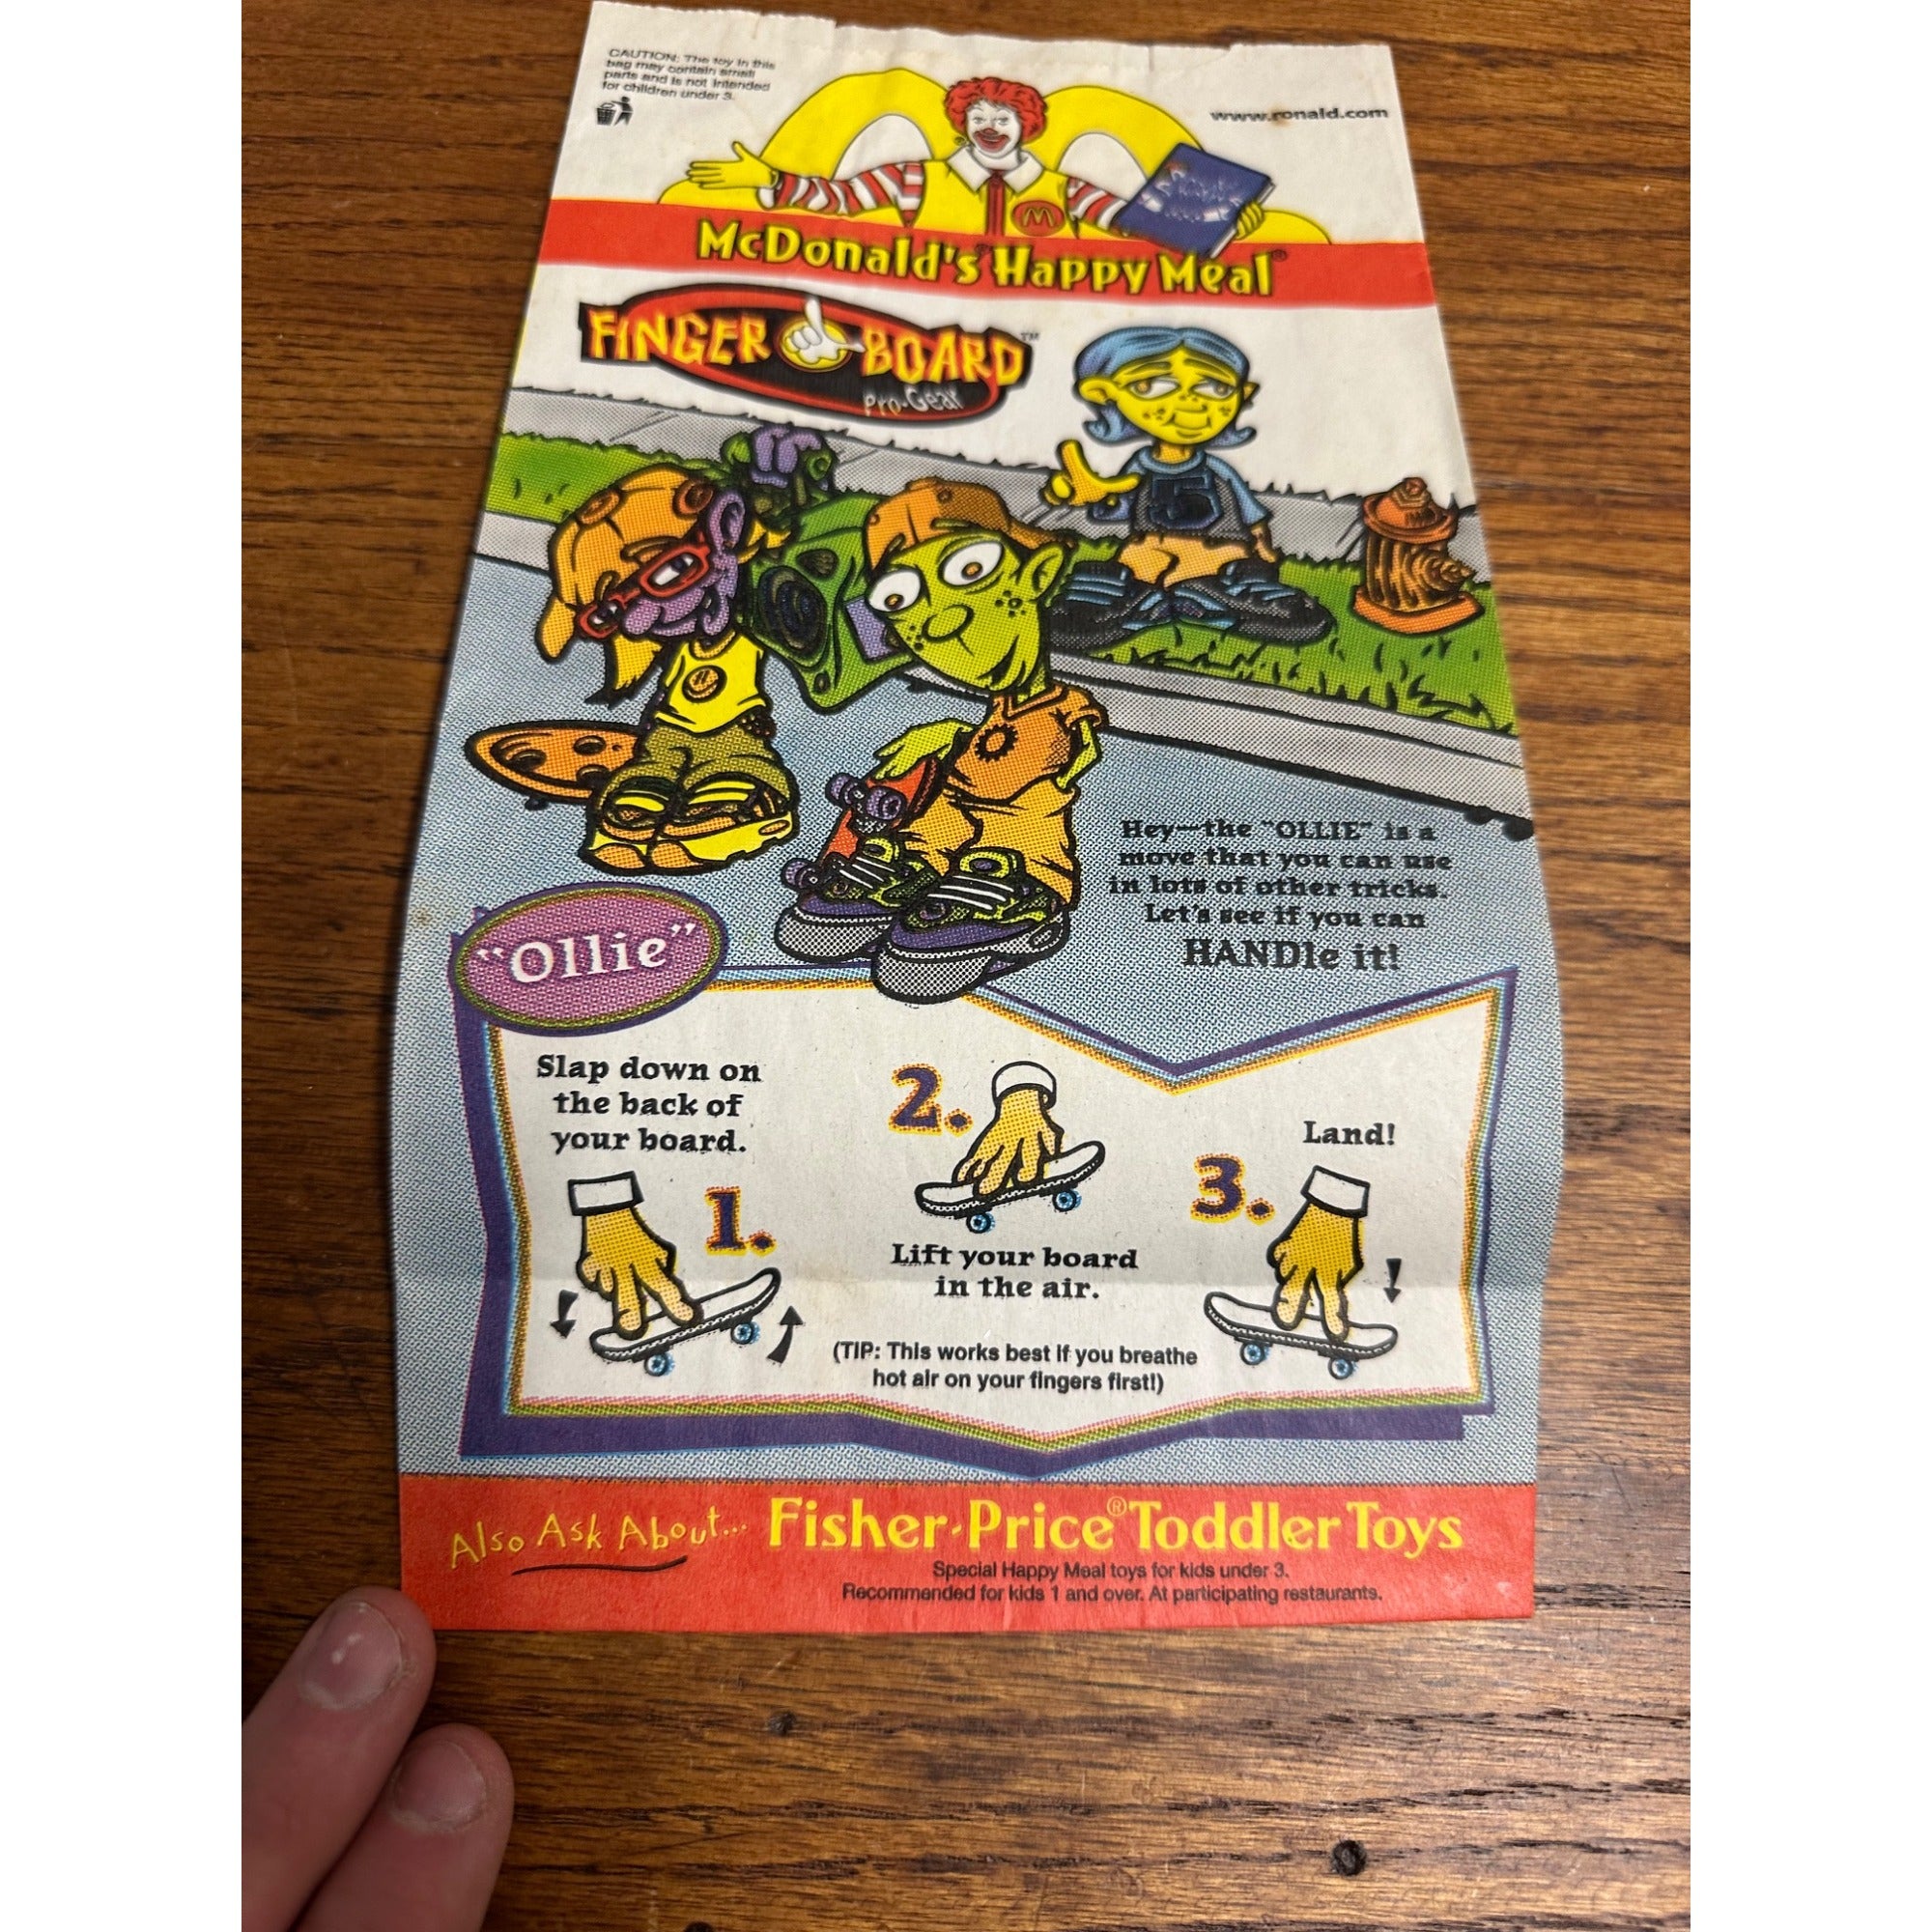 CAUTION: The toy in this
bag may contain small
parts and is not intended
for children under 3.
www.ronald.com
M
McDonald's Happy Meal®
FINGER BOARD™
Pro-Gear
5
Hey—the "OLLIE" is a
move that you can use
in lots of other tricks.
Let's see if you can
HANDle it!
"Ollie"
Slap down on
the back of
your board.
1.
2.
Lift your board
in the air.
Land!
3.
(TIP: This works best if you breathe
hot air on your fingers first!)
Also Ask About... Fisher-Price® Toddler Toys
Special Happy Meal toys for kids under 3.
Recommended for kids 1 and over. At participating restaurants.